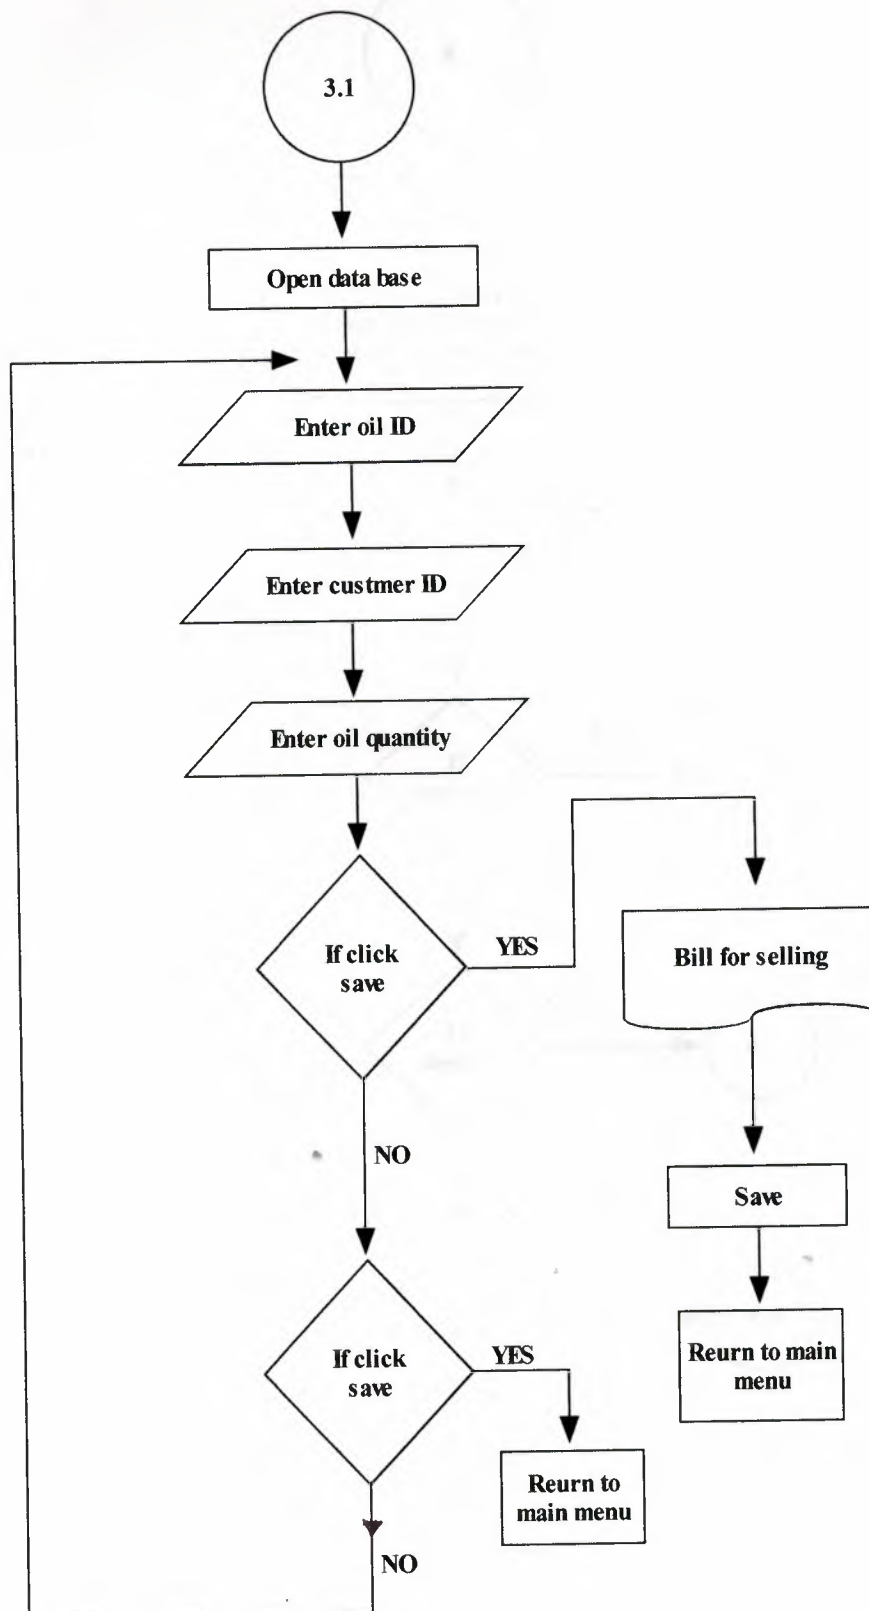 3.1
Open data base
Enter oil ID
Enter custmer ID
Enter oil quantity
If click
save
YES
Bill for selling
NO
Save
Reurn to main
menu
If click
save
YES
Reurn to
main menu
NO